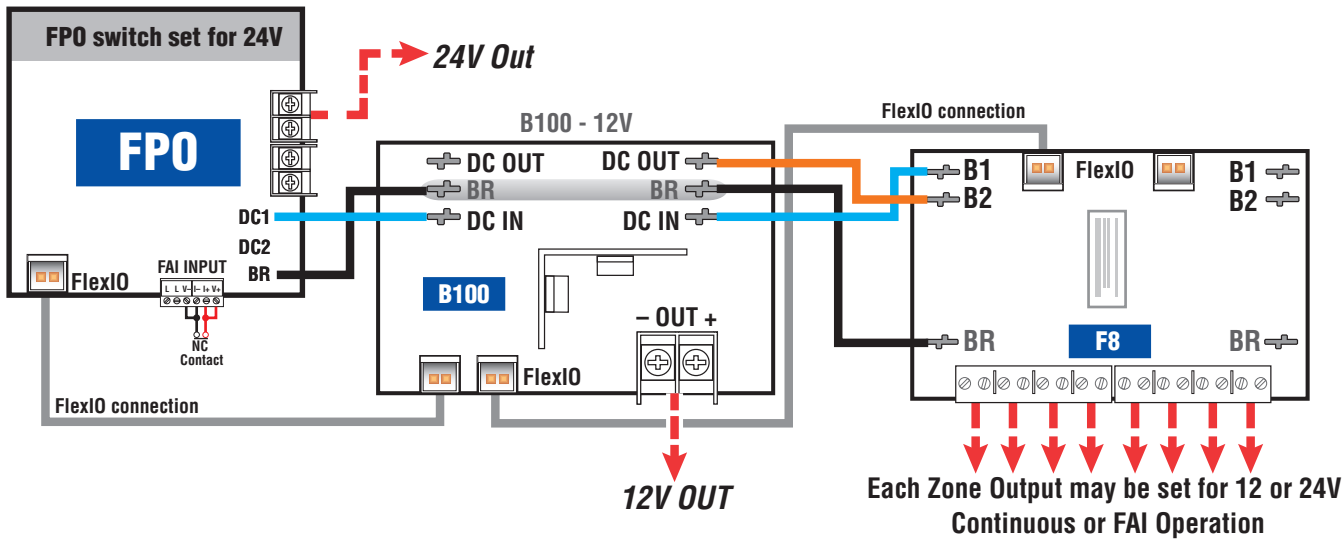 FPO switch set for 24V
24V Out
FPO
DC1
DC2
BR
FlexIO
FAI INPUT
L L V– I– I+ V+
NC
Contact
FlexIO connection
B100 - 12V
DC OUT
DC OUT
BR
BR
DC IN
DC IN
B100
– OUT +
FlexIO
12V OUT
FlexIO connection
B1
FlexIO
B1
B2
B2
BR
F8
BR
Each Zone Output may be set for 12 or 24V
Continuous or FAI Operation